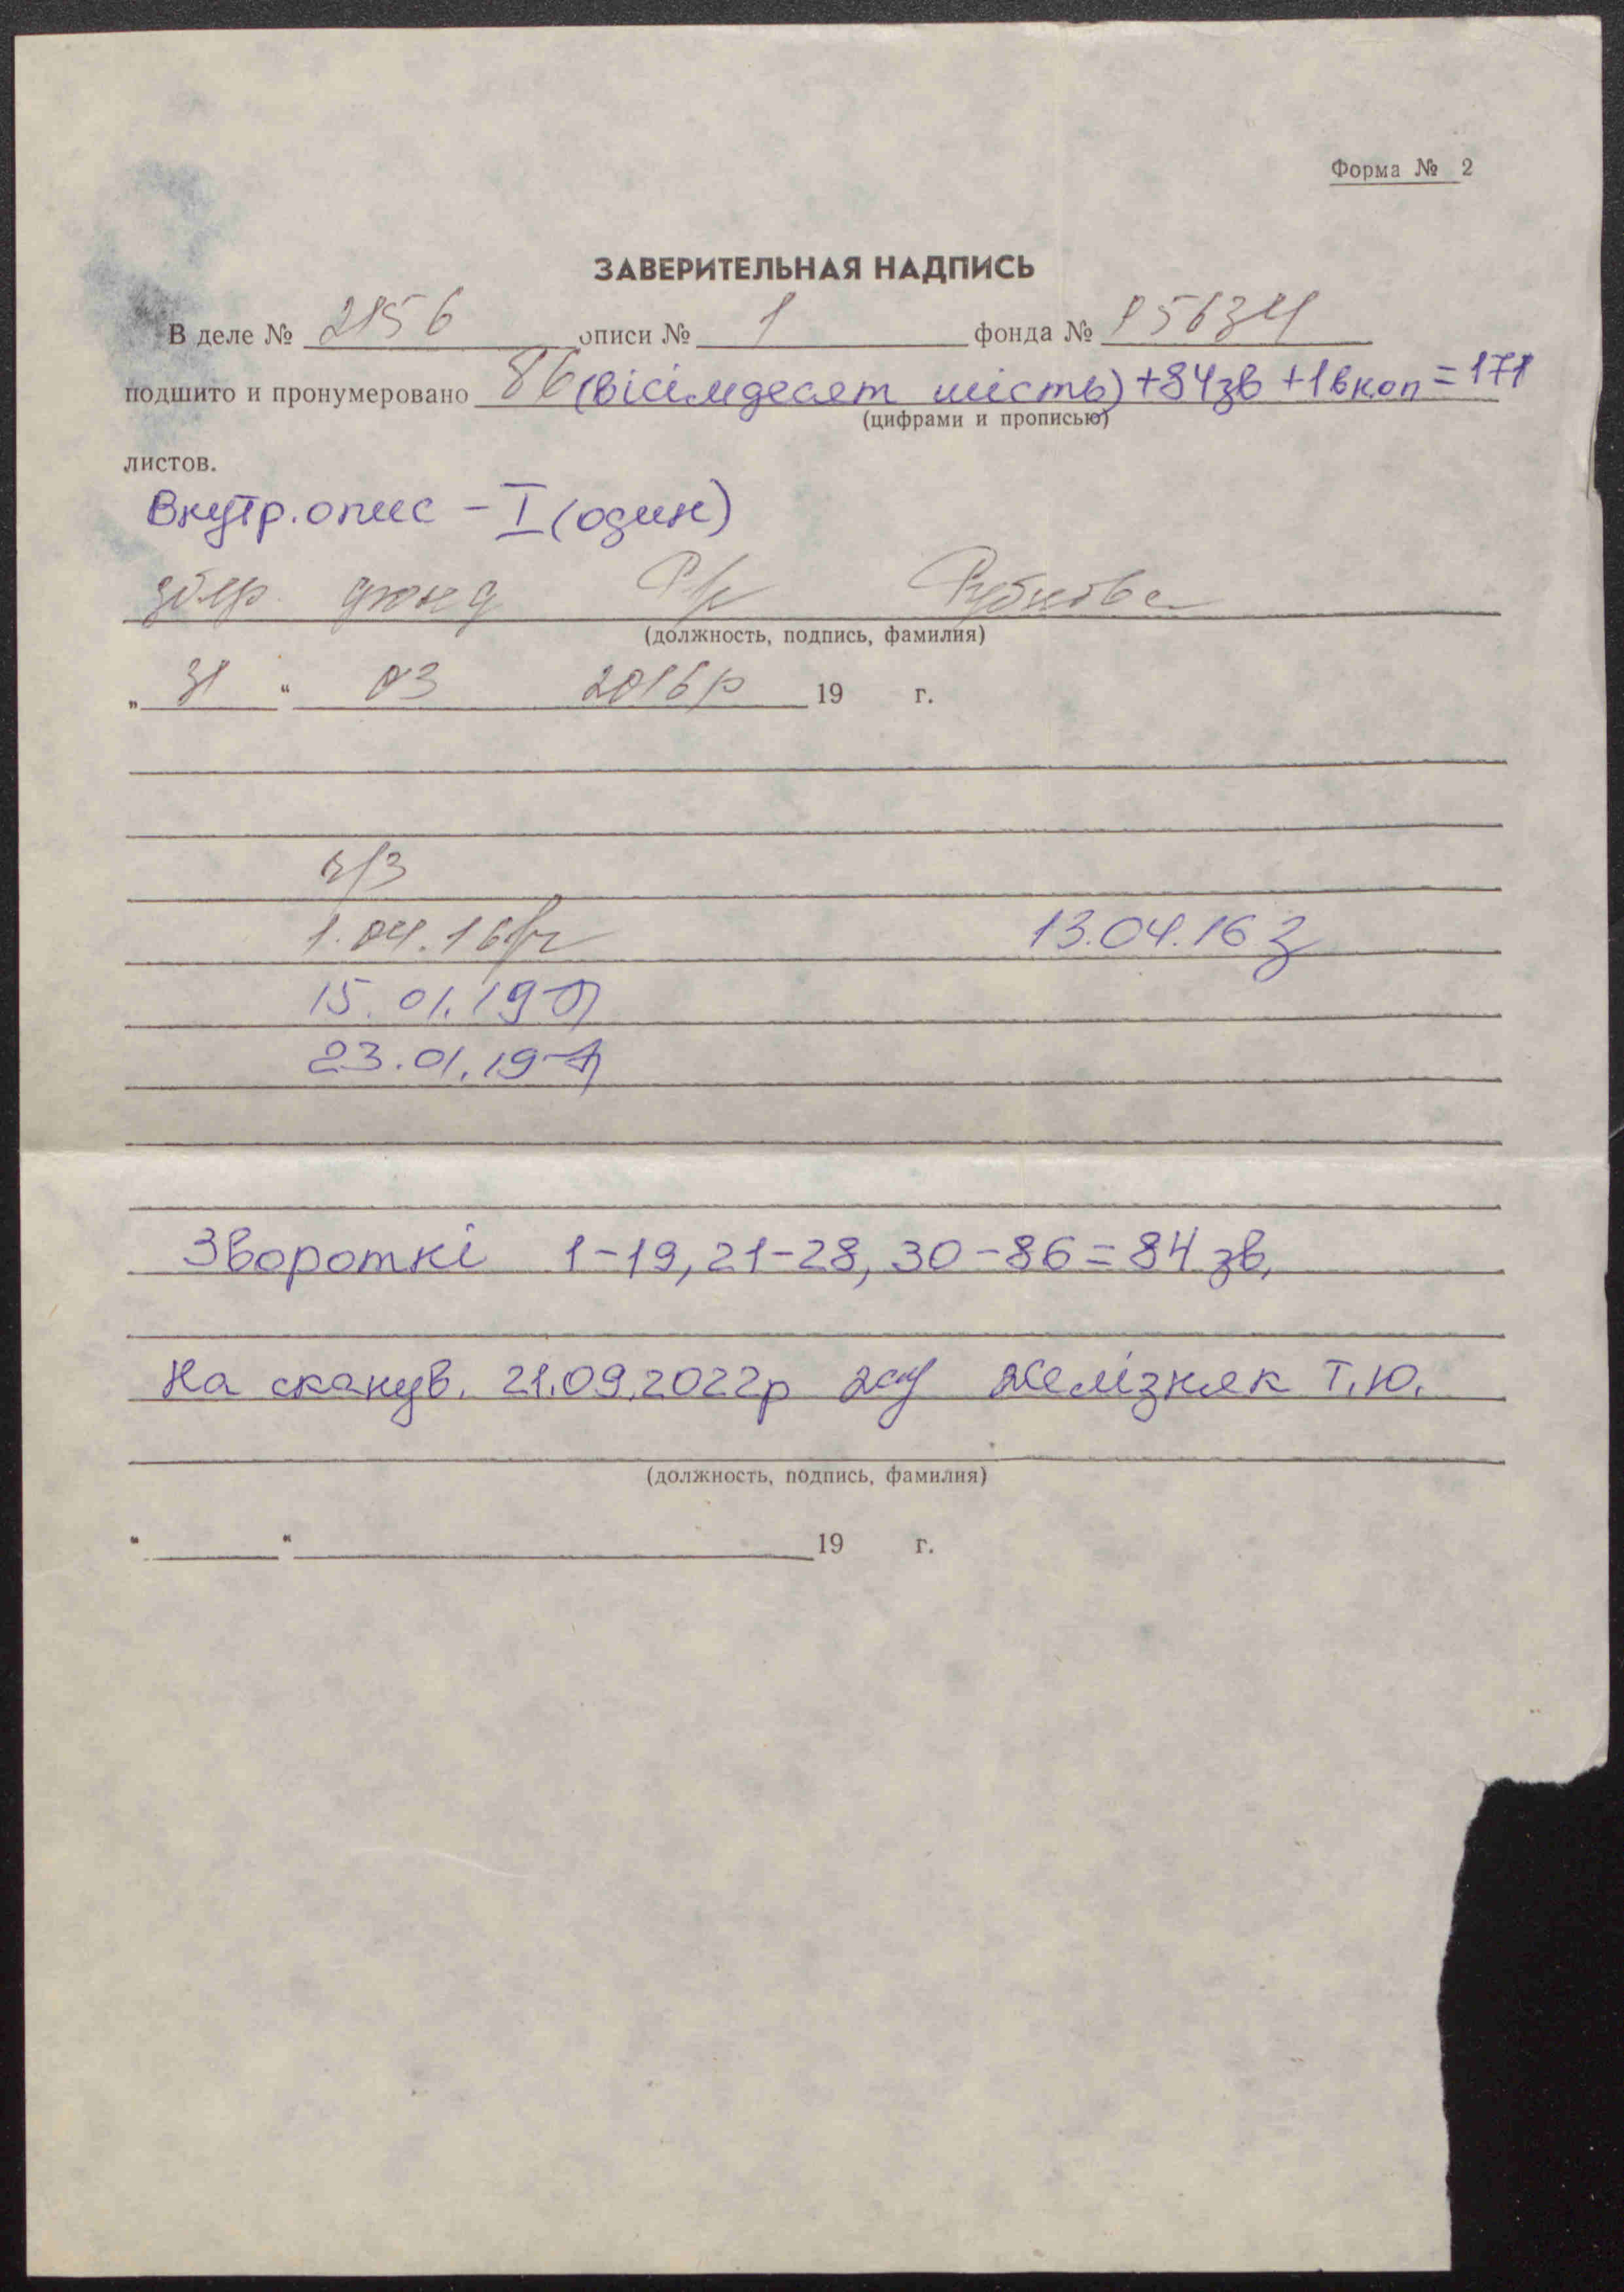 Форма № 2
ЗАВЕРИТЕЛЬНАЯ НАДПИСЬ
В деле № 2156 описи № 1 фонда № Р5634
подшито и пронумеровано 86 (вісімдесят шість) + 84зв + 1вкоп = 171
(цифрами и прописью)
листов.
Внутр. опис - I (один)
збер. фонд
(должность, подпись, фамилия)
„ 31 “ 03 2016р 19 г.
ч/з
1.04.16 13.04.16
15.01.19
23.01.19
Звороткі 1-19, 21-28, 30-86 = 84 зв.
На сканув. 21.09.2022р Желізняк Т.Ю.
(должность, подпись, фамилия)
“ “ 19 г.